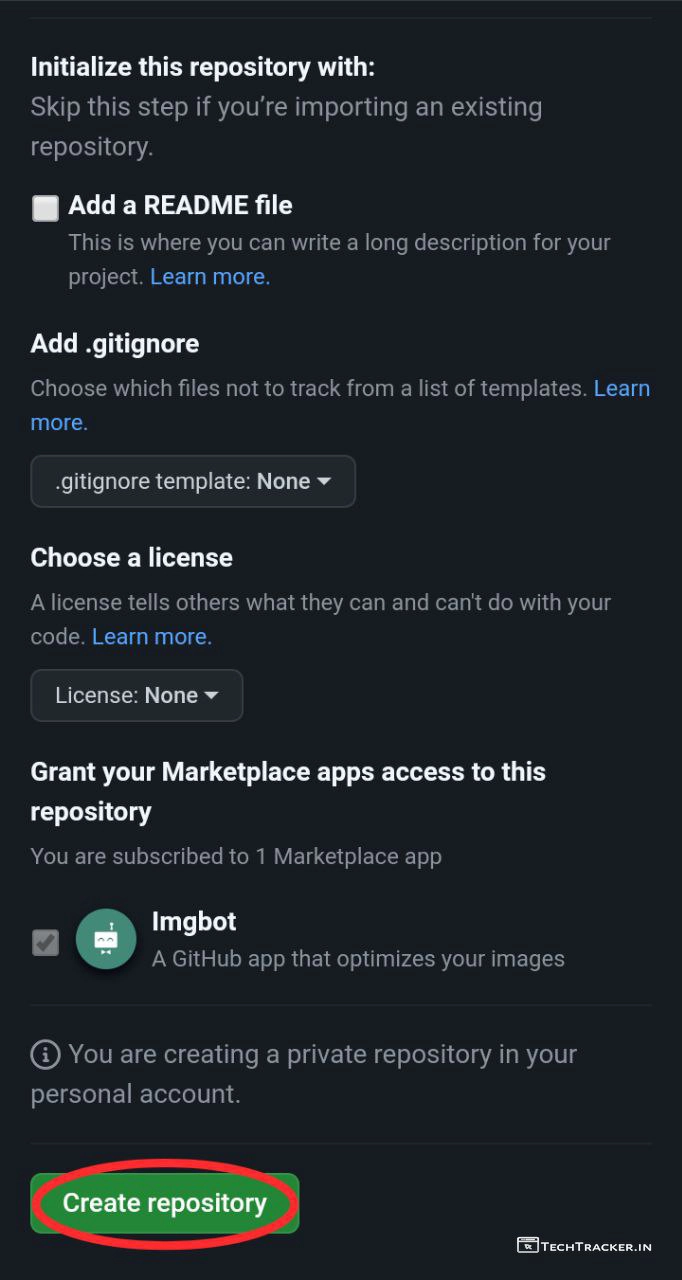 Initialize this repository with:
Skip this step if you’re importing an existing
repository.
Add a README file
This is where you can write a long description for your
project. Learn more.
Add .gitignore
Choose which files not to track from a list of templates. Learn
more.
.gitignore template: None
Choose a license
A license tells others what they can and can't do with your
code. Learn more.
License: None
Grant your Marketplace apps access to this
repository
You are subscribed to 1 Marketplace app
Imgbot
A GitHub app that optimizes your images
You are creating a private repository in your
personal account.
Create repository
TECHTRACKER.IN